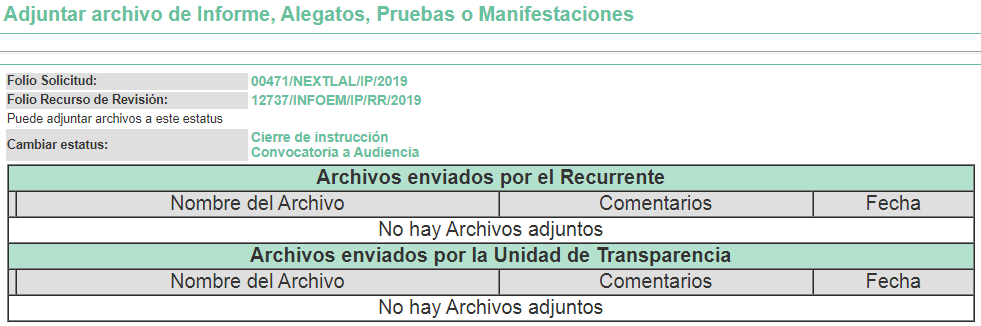 Adjuntar archivo de Informe, Alegatos, Pruebas o Manifestaciones
Folio Solicitud: 00471/NEXTLAL/IP/2019
Folio Recurso de Revisión: 12737/INFOEM/IP/RR/2019
Puede adjuntar archivos a este estatus
Cambiar estatus: Cierre de instrucción
Convocatoria a Audiencia
Archivos enviados por el Recurrente
Nombre del Archivo Comentarios Fecha
No hay Archivos adjuntos
Archivos enviados por la Unidad de Transparencia
Nombre del Archivo Comentarios Fecha
No hay Archivos adjuntos